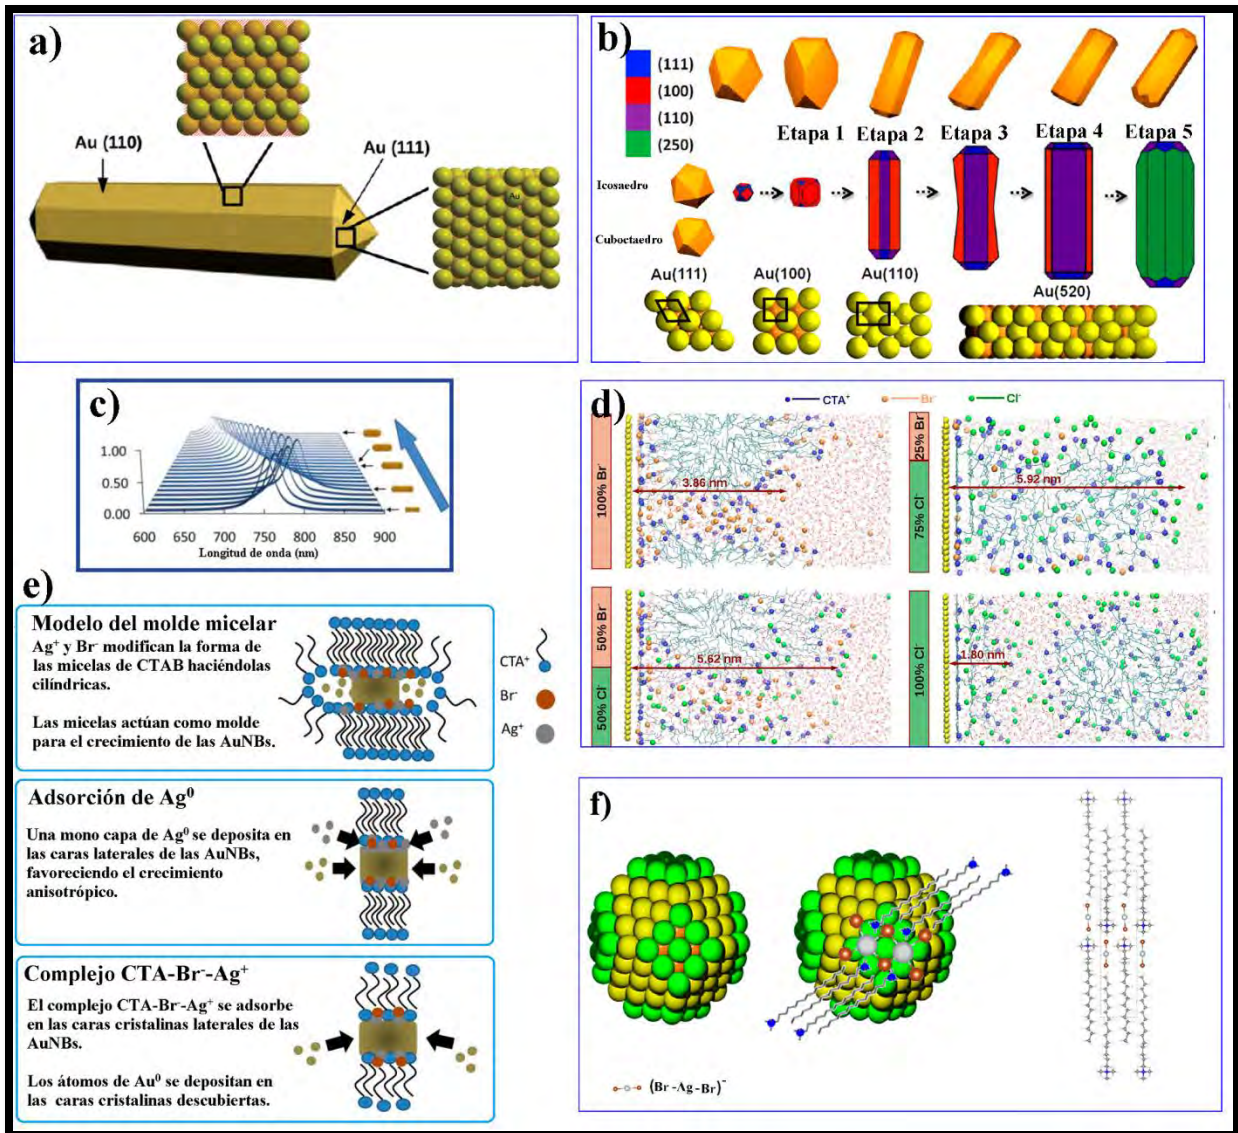 a)
Au (110)
Au (111)
Au
b)
(111)
(100)
(110)
(250)
Etapa 1
Etapa 2
Etapa 3
Etapa 4
Etapa 5
Icosaedro
Cuboctaedro
Au(111)
Au(100)
Au(110)
Au(520)
c)
1.00
0.50
0.00
600
650
700
750
800
850
900
Longitud de onda (nm)
d)
CTA⁺
Br⁻
Cl⁻
100% Br⁻
3.86 nm
25% Br⁻
75% Cl⁻
5.92 nm
50% Br⁻
50% Cl⁻
5.62 nm
100% Cl⁻
1.80 nm
e)
Modelo del molde micelar
Ag⁺ y Br⁻ modifican la forma de
las micelas de CTAB haciéndolas
cilíndricas.
Las micelas actúan como molde
para el crecimiento de las AuNBs.
CTA⁺
Br⁻
Ag⁺
Adsorción de Ag⁰
Una mono capa de Ag⁰ se deposita en
las caras laterales de las AuNBs,
favoreciendo el crecimiento
anisotrópico.
Complejo CTA-Br⁻-Ag⁺
El complejo CTA-Br⁻-Ag⁺ se adsorbe
en las caras cristalinas laterales de las
AuNBs.
Los átomos de Au⁰ se depositan en
las caras cristalinas descubiertas.
f)
(Br -Ag -Br)⁻